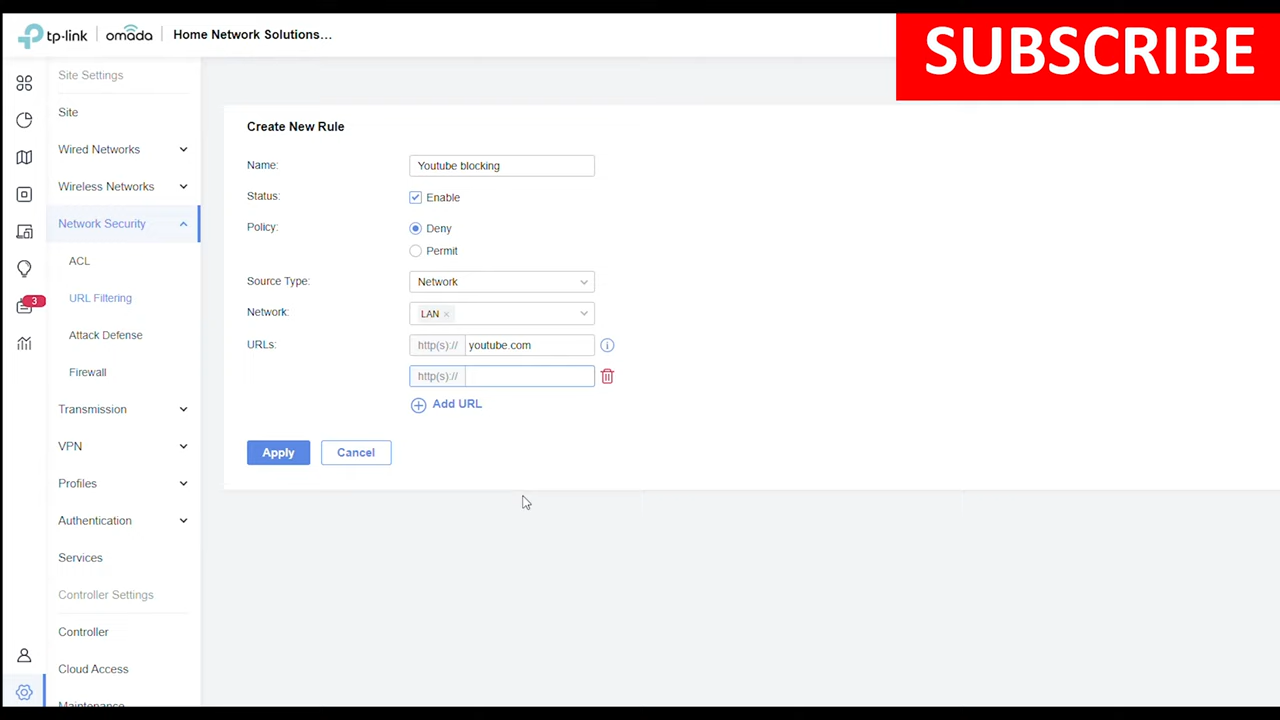 tp-link omada Home Network Solutions...
SUBSCRIBE
Site Settings
Site
Wired Networks
Wireless Networks
Network Security
ACL
URL Filtering
Attack Defense
Firewall
Transmission
VPN
Profiles
Authentication
Services
Controller Settings
Controller
Cloud Access
Maintenance
3
Create New Rule
Name: Youtube blocking
Status: Enable
Policy: Deny
Permit
Source Type: Network
Network: LAN
URLs: http(s):// youtube.com
http(s)://
Add URL
Apply Cancel